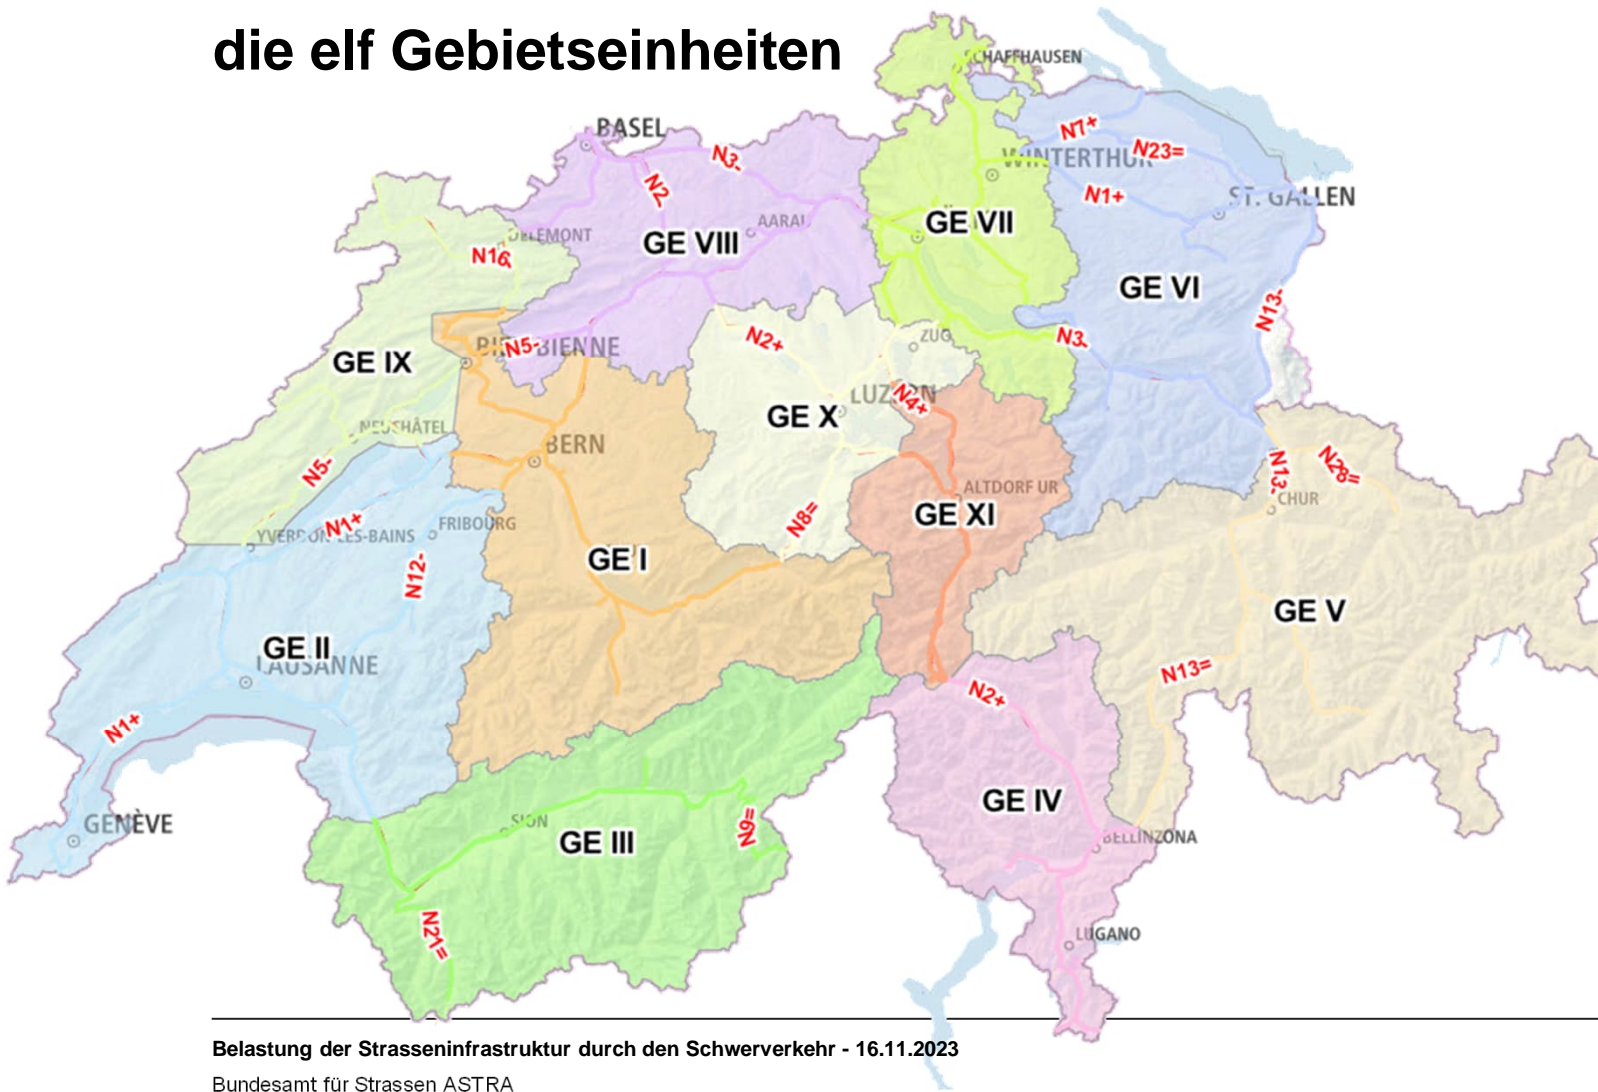 die elf Gebietseinheiten
SCHAFFHAUSEN
BASEL
N7+
N23=
N3-
WINTERTHUR
N2-
N1+
ST. GALLEN
AARAU
GE VII
DELEMONT
GE VIII
N16
GE VI
N13-
N2+
N3-
ZUG
N5-
BIEL BIENNE
GE IX
LUZERN
N4+
GE X
NEUCHÂTEL
BERN
N5-
N13-
N28=
ALTDORF UR
CHUR
GE XI
N8=
N1+
FRIBOURG
YVERDON-LES-BAINS
GE I
N12-
GE V
GE II
LAUSANNE
N13=
N2+
N1+
GE IV
GENÈVE
SION
N9=
GE III
BELLINZONA
N21=
LUGANO
Belastung der Strasseninfrastruktur durch den Schwerverkehr - 16.11.2023
Bundesamt für Strassen ASTRA